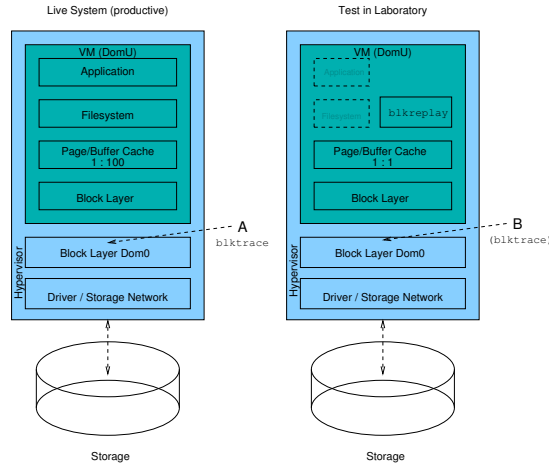 Live System (productive)
VM (DomU)
Application
Filesystem
Page/Buffer Cache
1 : 100
Block Layer
A
blktrace
Block Layer Dom0
Driver / Storage Network
Hypervisor
Storage
Test in Laboratory
VM (DomU)
Application
Filesystem
blkreplay
Page/Buffer Cache
1 : 1
Block Layer
B
(blktrace)
Block Layer Dom0
Driver / Storage Network
Hypervisor
Storage